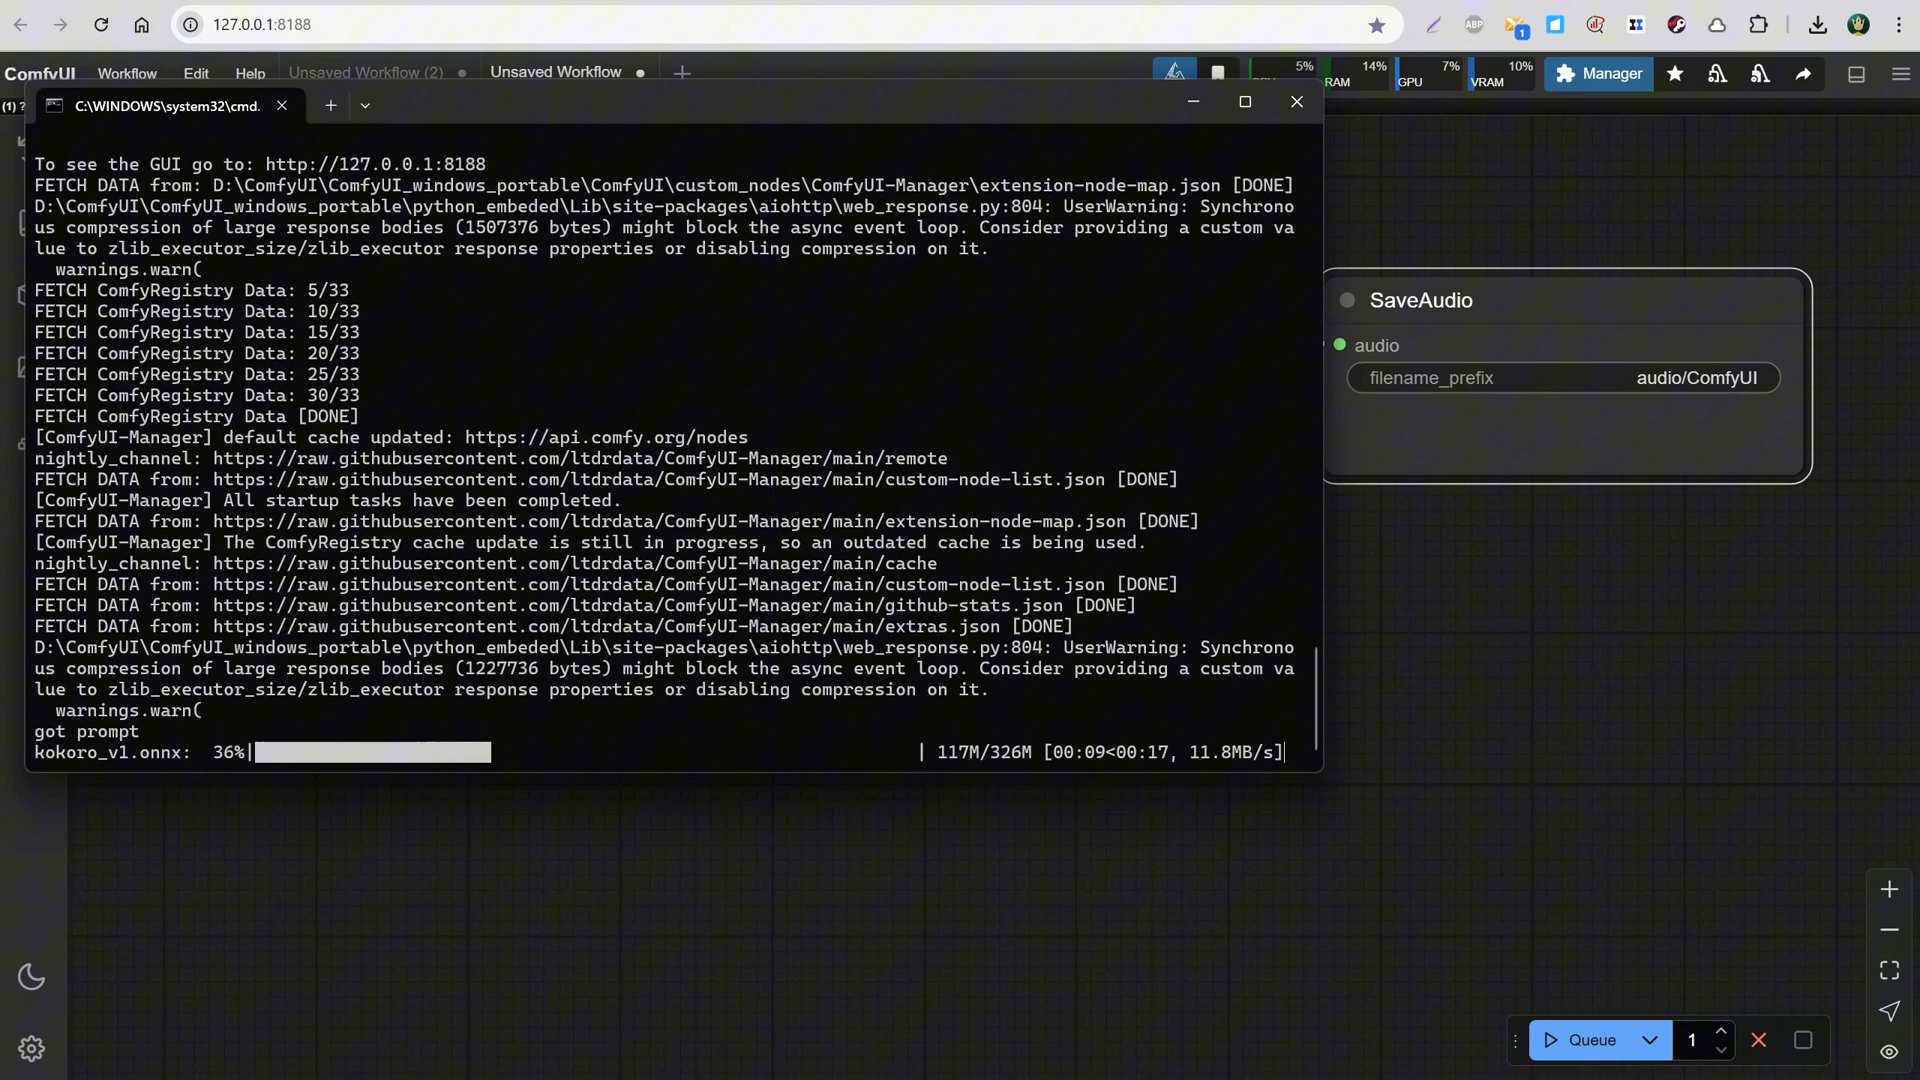 127.0.0.1:8188
ABP
1
ComfyUI
Workflow
Edit
Help
Unsaved Workflow (2)
Unsaved Workflow
5%
RAM 14%
GPU 7%
VRAM 10%
Manager
(1) ?
C:\WINDOWS\system32\cmd.
To see the GUI go to: http://127.0.0.1:8188
FETCH DATA from: D:\ComfyUI\ComfyUI_windows_portable\ComfyUI\custom_nodes\ComfyUI-Manager\extension-node-map.json [DONE]
D:\ComfyUI\ComfyUI_windows_portable\python_embeded\Lib\site-packages\aiohttp\web_response.py:804: UserWarning: Synchrono
us compression of large response bodies (1507376 bytes) might block the async event loop. Consider providing a custom va
lue to zlib_executor_size/zlib_executor response properties or disabling compression on it.
warnings.warn(
FETCH ComfyRegistry Data: 5/33
FETCH ComfyRegistry Data: 10/33
FETCH ComfyRegistry Data: 15/33
FETCH ComfyRegistry Data: 20/33
FETCH ComfyRegistry Data: 25/33
FETCH ComfyRegistry Data: 30/33
FETCH ComfyRegistry Data [DONE]
[ComfyUI-Manager] default cache updated: https://api.comfy.org/nodes
nightly_channel: https://raw.githubusercontent.com/ltdrdata/ComfyUI-Manager/main/remote
FETCH DATA from: https://raw.githubusercontent.com/ltdrdata/ComfyUI-Manager/main/custom-node-list.json [DONE]
[ComfyUI-Manager] All startup tasks have been completed.
FETCH DATA from: https://raw.githubusercontent.com/ltdrdata/ComfyUI-Manager/main/extension-node-map.json [DONE]
[ComfyUI-Manager] The ComfyRegistry cache update is still in progress, so an outdated cache is being used.
nightly_channel: https://raw.githubusercontent.com/ltdrdata/ComfyUI-Manager/main/cache
FETCH DATA from: https://raw.githubusercontent.com/ltdrdata/ComfyUI-Manager/main/custom-node-list.json [DONE]
FETCH DATA from: https://raw.githubusercontent.com/ltdrdata/ComfyUI-Manager/main/github-stats.json [DONE]
FETCH DATA from: https://raw.githubusercontent.com/ltdrdata/ComfyUI-Manager/main/extras.json [DONE]
D:\ComfyUI\ComfyUI_windows_portable\python_embeded\Lib\site-packages\aiohttp\web_response.py:804: UserWarning: Synchrono
us compression of large response bodies (1227736 bytes) might block the async event loop. Consider providing a custom va
lue to zlib_executor_size/zlib_executor response properties or disabling compression on it.
warnings.warn(
got prompt
kokoro_v1.onnx: 36%| | 117M/326M [00:09<00:17, 11.8MB/s]
SaveAudio
audio
filename_prefix audio/ComfyUI
Queue
1